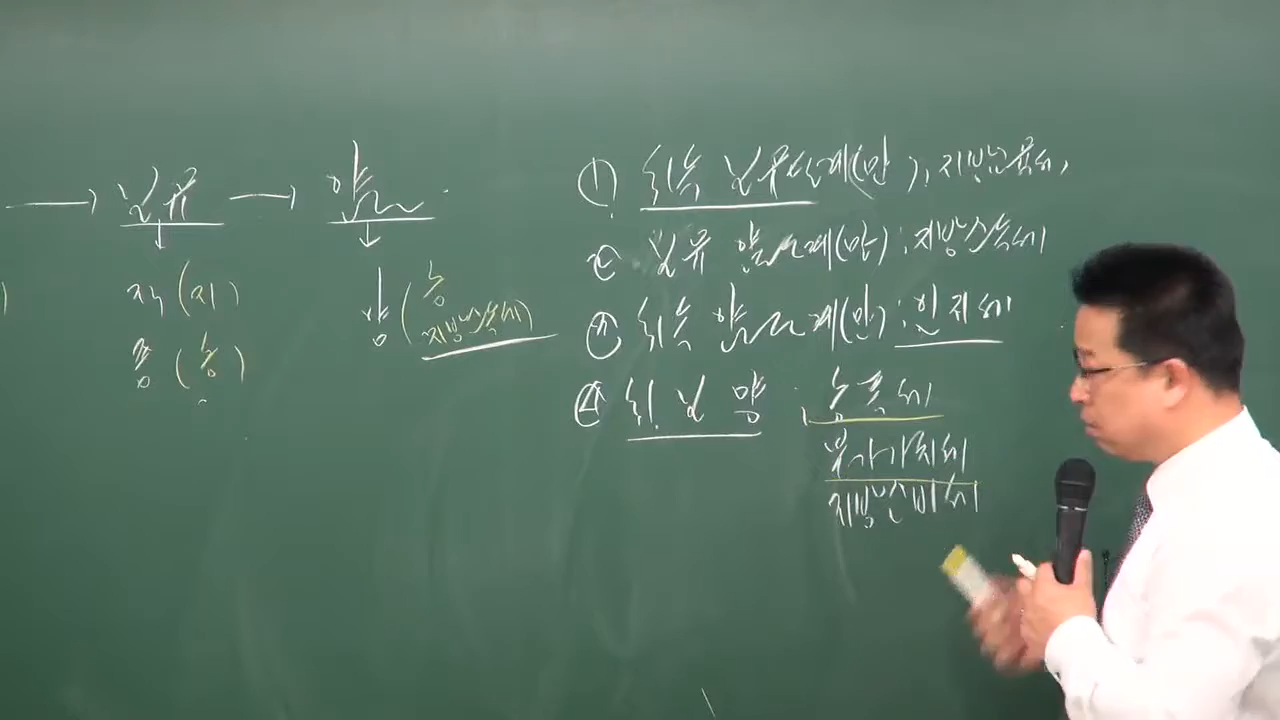 → 보유 → 양도
재 (지)
종 (농)
양 ( 농
지방소득세 )
① 취득 보유단계(만) : 지방교육세,
② 보유 양도단계(만) : 지방소득세
③ 취득 양도단계(만) : 인지세
④ 취 보 양 : 농특세
부가가치세
지방소비세